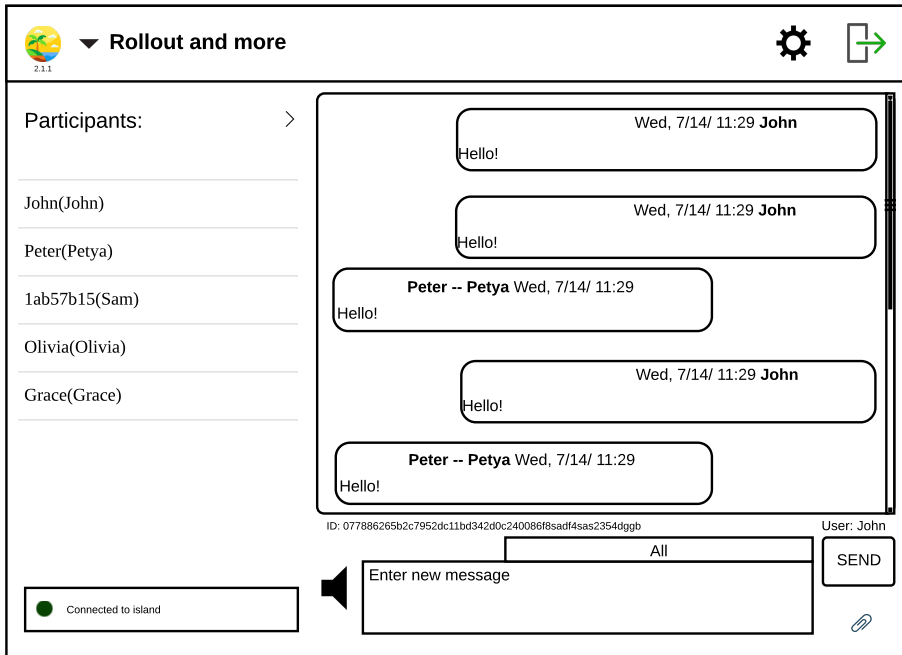 Rollout and more
2.1.1
Participants:
John(John)
Peter(Petya)
1ab57b15(Sam)
Olivia(Olivia)
Grace(Grace)
Connected to island
Wed, 7/14/ 11:29 John
Hello!
Wed, 7/14/ 11:29 John
Hello!
Peter -- Petya Wed, 7/14/ 11:29
Hello!
Wed, 7/14/ 11:29 John
Hello!
Peter -- Petya Wed, 7/14/ 11:29
Hello!
ID: 077886265b2c7952dc11bd342d0c240086f8sadf4sas2354dggb
User: John
All
Enter new message
SEND